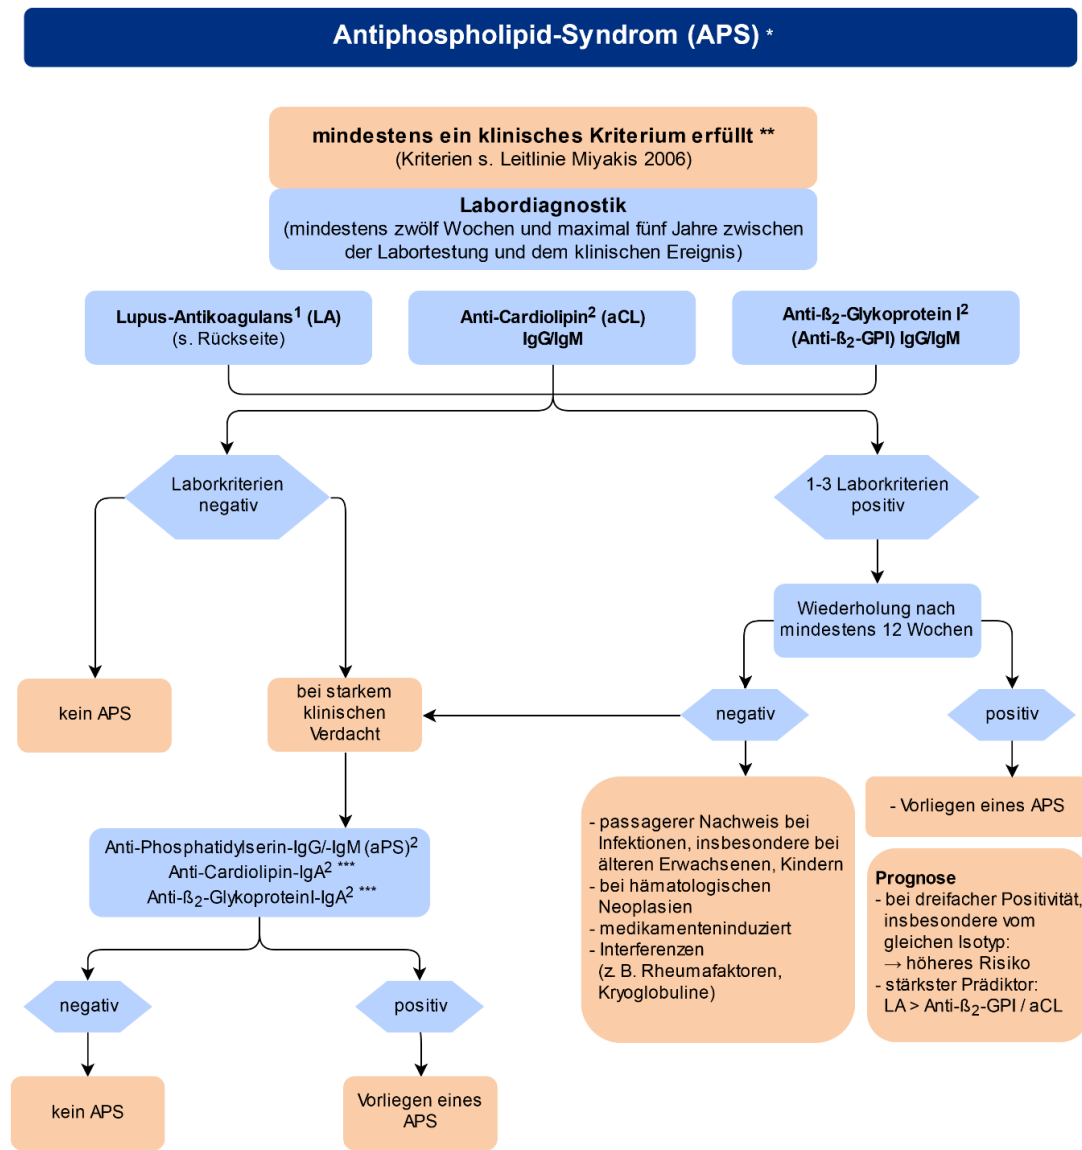 Antiphospholipid-Syndrom (APS) *
mindestens ein klinisches Kriterium erfüllt **
(Kriterien s. Leitlinie Miyakis 2006)
Labordiagnostik
(mindestens zwölf Wochen und maximal fünf Jahre zwischen
der Labortestung und dem klinischen Ereignis)
Lupus-Antikoagulans¹ (LA)
(s. Rückseite)
Anti-Cardiolipin² (aCL)
IgG/IgM
Anti-ß₂-Glykoprotein I²
(Anti-ß₂-GPI) IgG/IgM
Laborkriterien
negativ
1-3 Laborkriterien
positiv
Wiederholung nach
mindestens 12 Wochen
kein APS
bei starkem
klinischen
Verdacht
negativ
positiv
- Vorliegen eines APS
- passagerer Nachweis bei
Infektionen, insbesondere bei
älteren Erwachsenen, Kindern
- bei hämatologischen
Neoplasien
- medikamenteninduziert
- Interferenzen
(z. B. Rheumafaktoren,
Kryoglobuline)
Prognose
- bei dreifacher Positivität,
insbesondere vom
gleichen Isotyp:
→ höheres Risiko
- stärkster Prädiktor:
LA > Anti-ß₂-GPI / aCL
Anti-Phosphatidylserin-IgG/-IgM (aPS)²
Anti-Cardiolipin-IgA² ***
Anti-ß₂-GlykoproteinI-IgA² ***
negativ
positiv
kein APS
Vorliegen eines
APS